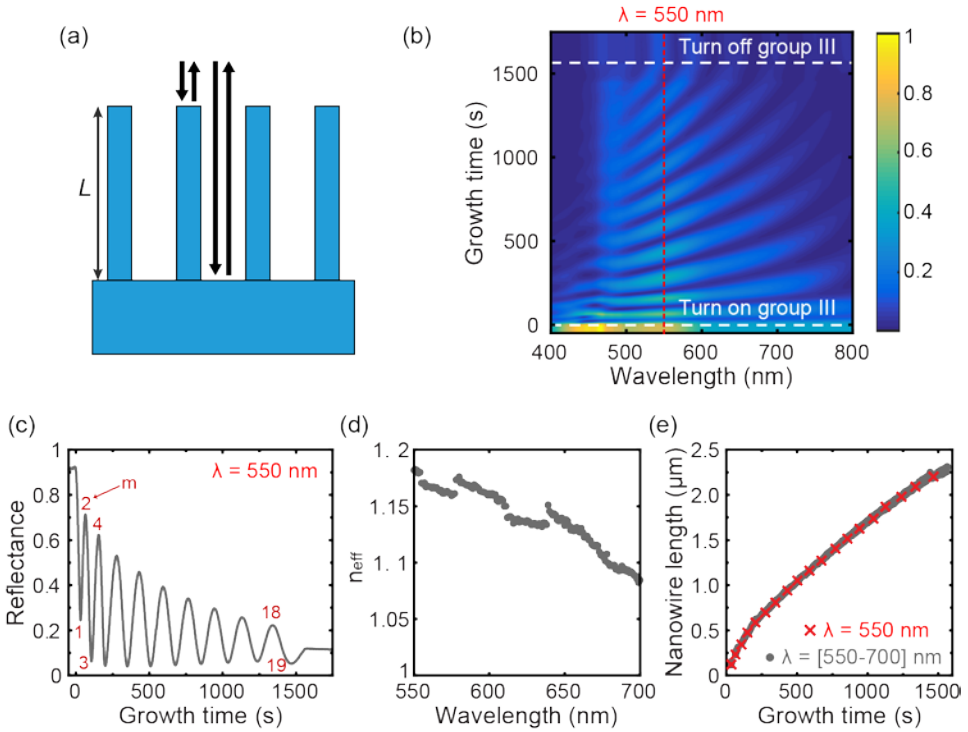 (a)
L
(b)
λ = 550 nm
Turn off group III
Turn on group III
1500
1000
500
0
Growth time (s)
400
500
600
700
800
Wavelength (nm)
1
0.8
0.6
0.4
0.2
(c)
λ = 550 nm
m
2
4
1
3
18
19
1
0.8
0.6
0.4
0.2
0
Reflectance
0
500
1000
1500
Growth time (s)
(d)
1. 2
1.15
1.1
1.05
1
neff
550
600
650
700
Wavelength (nm)
(e)
2.5
2.0
1.5
1.0
0.5
0
Nanowire length (µm)
λ = 550 nm
λ = [550-700] nm
0
500
1000
1500
Growth time (s)